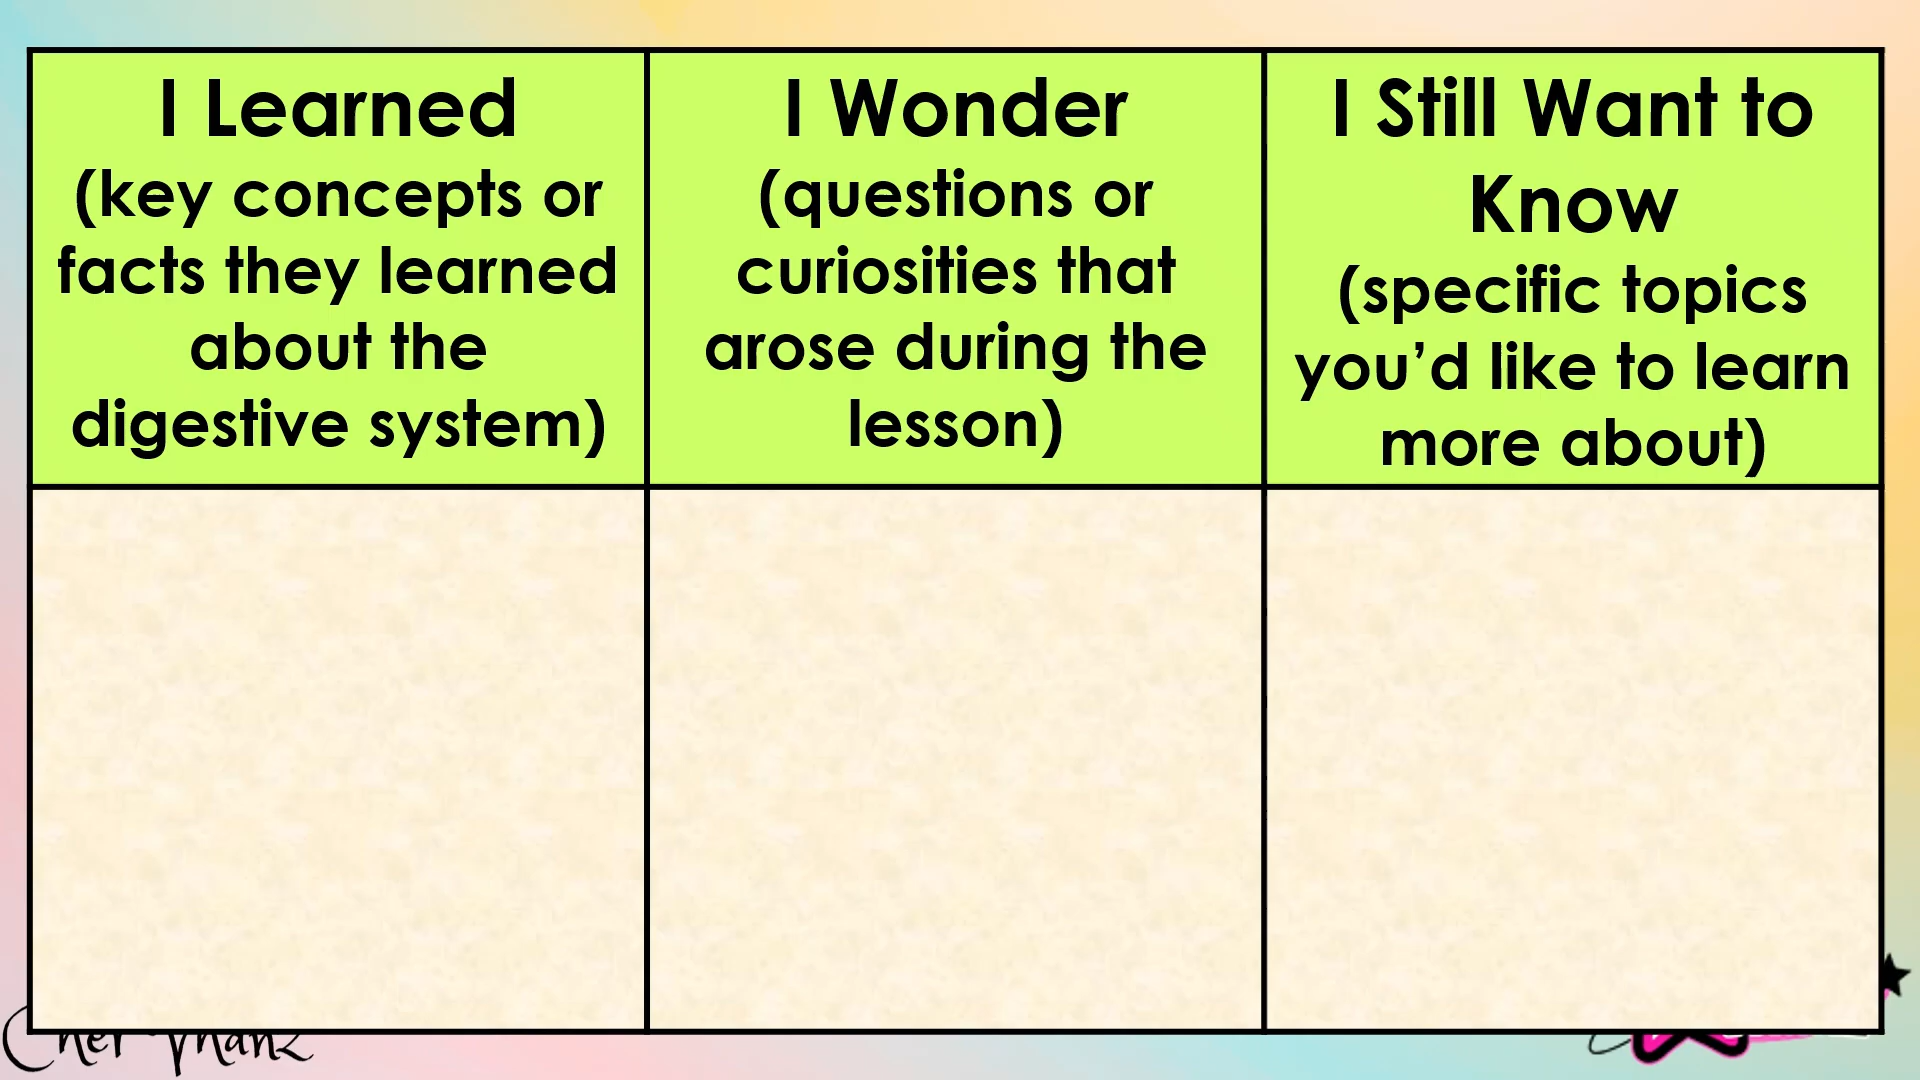 I Learned
(key concepts or
facts they learned
about the
digestive system)
I Wonder
(questions or
curiosities that
arose during the
lesson)
I Still Want to
Know
(specific topics
you’d like to learn
more about)